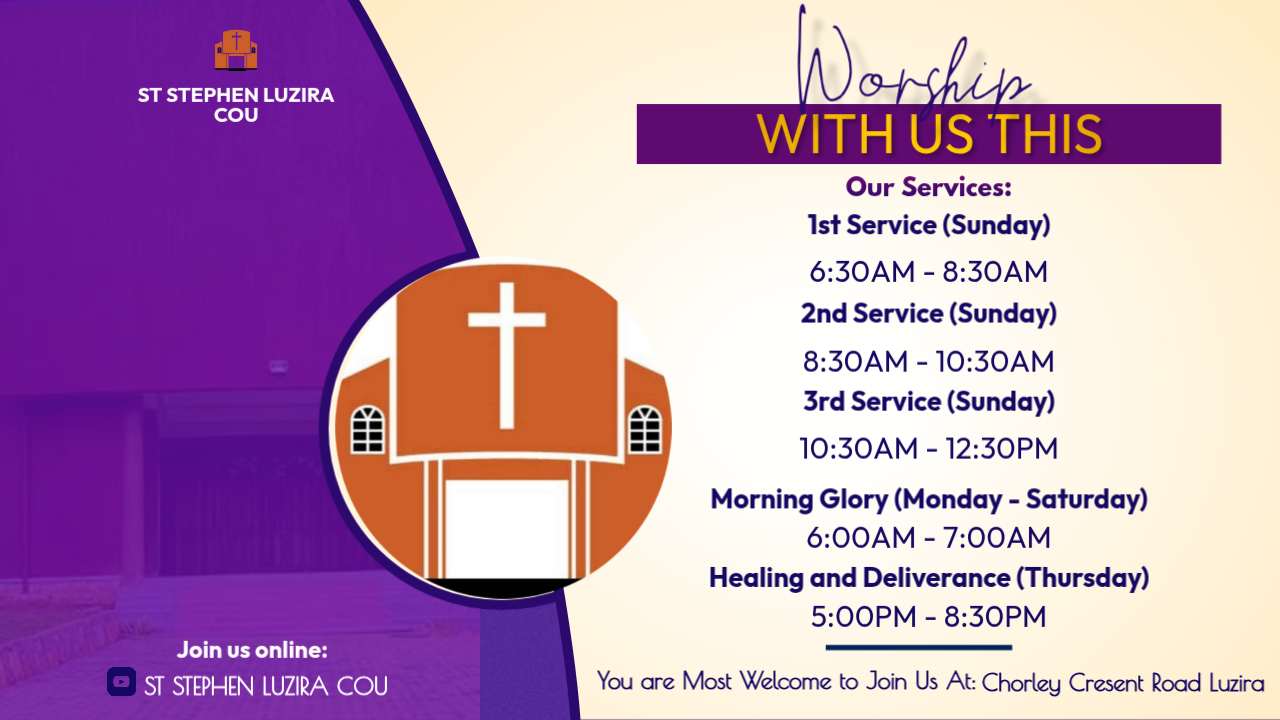 ST STEPHEN LUZIRA
COU
Worship
WITH US THIS
Our Services:
1st Service (Sunday)
6:30AM - 8:30AM
2nd Service (Sunday)
8:30AM - 10:30AM
3rd Service (Sunday)
10:30AM - 12:30PM
Morning Glory (Monday - Saturday)
6:00AM - 7:00AM
Healing and Deliverance (Thursday)
5:00PM - 8:30PM
Join us online:
ST STEPHEN LUZIRA COU
You are Most Welcome to Join Us At: Chorley Cresent Road Luzira